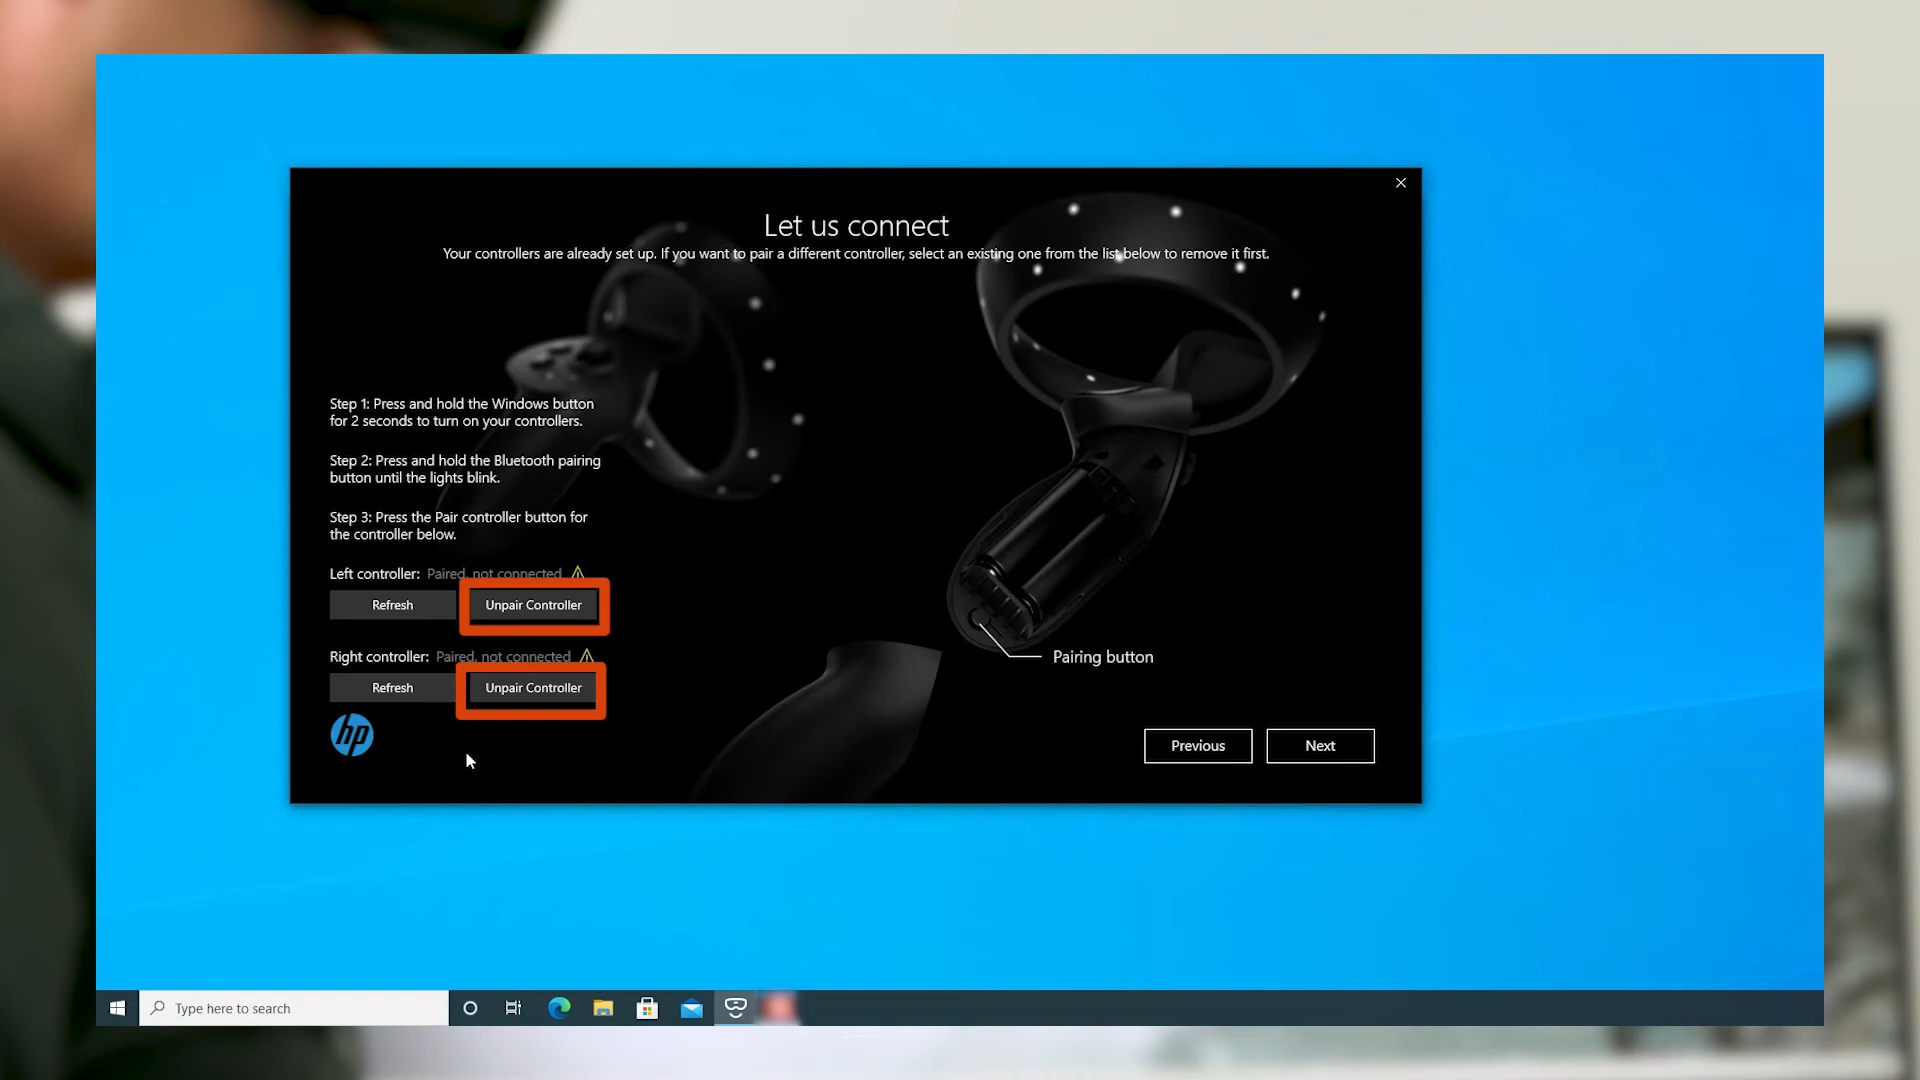 Let us connect
Your controllers are already set up. If you want to pair a different controller, select an existing one from the list below to remove it first.
Step 1: Press and hold the Windows button
for 2 seconds to turn on your controllers.
Step 2: Press and hold the Bluetooth pairing
button until the lights blink.
Step 3: Press the Pair controller button for
the controller below.
Left controller: Paired, not connected
Refresh
Unpair Controller
Right controller: Paired, not connected
Refresh
Unpair Controller
hp
Pairing button
Previous
Next
Type here to search